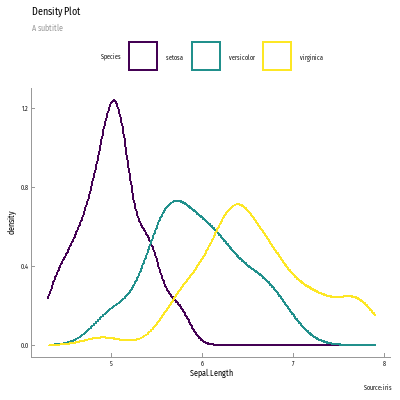 Density Plot
A subtitle
Species setosa versicolor virginica
density
1.2
0.8
0.4
0.0
5 6 7 8
Sepal.Length
Source: iris